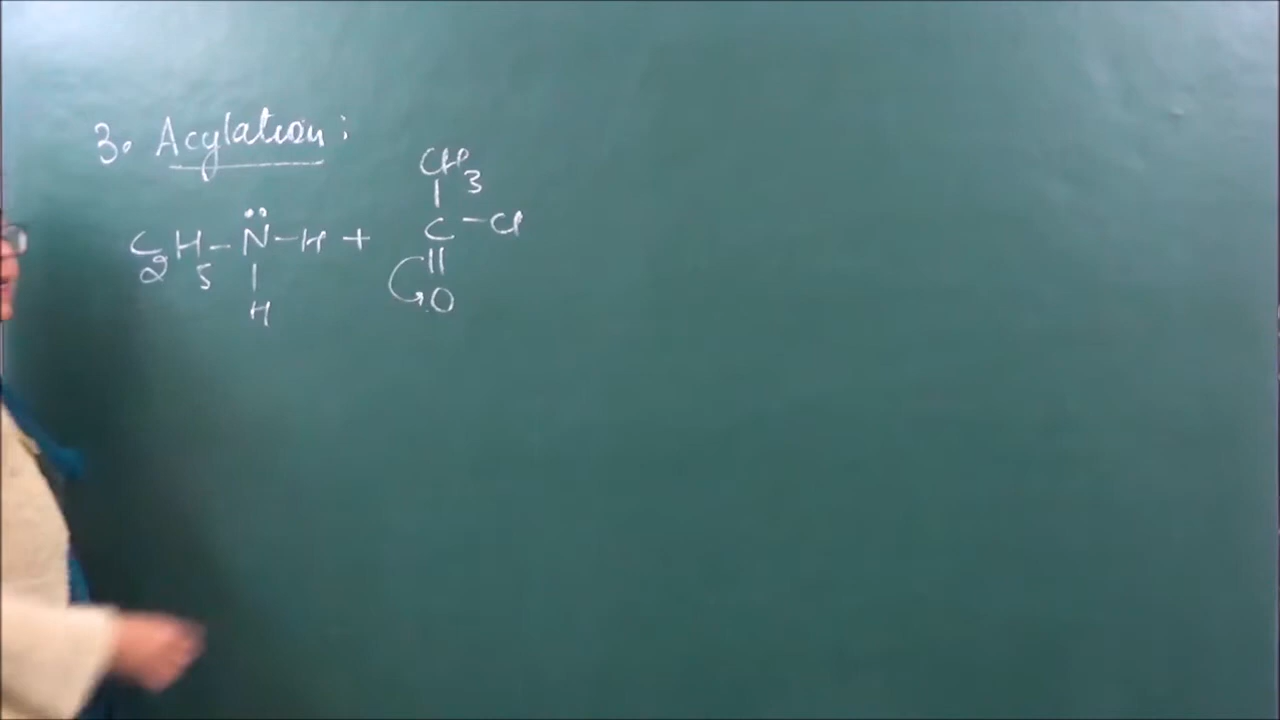 3. Acylation:
CH3
|
C2H5-N̈-H + C-Cl
| ||
H O